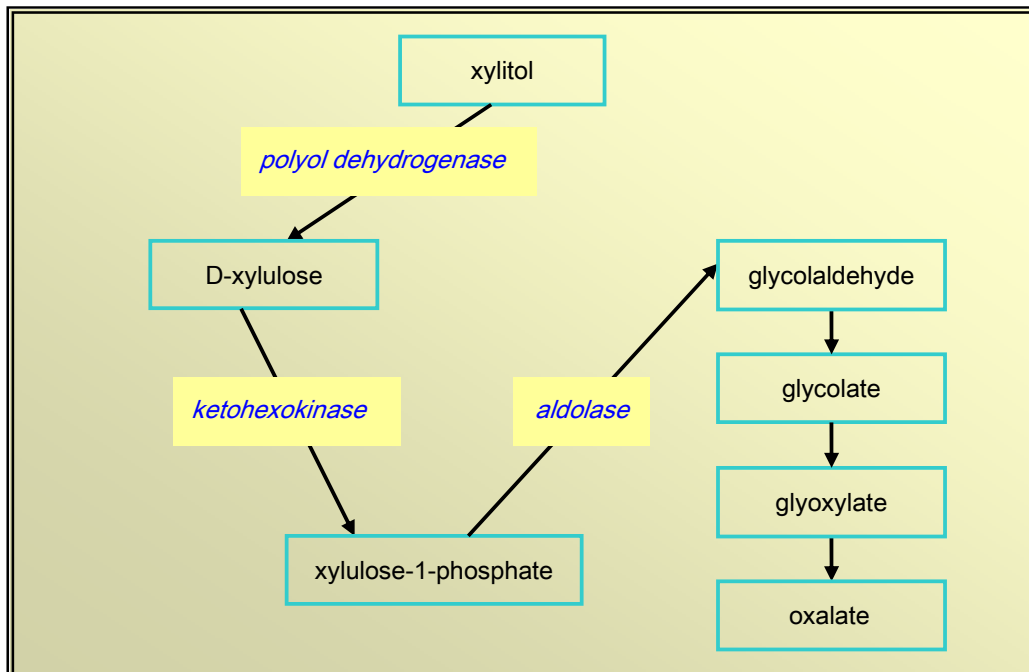 xylitol
polyol dehydrogenase
D-xylulose
glycolaldehyde
ketohexokinase
aldolase
glycolate
glyoxylate
xylulose-1-phosphate
oxalate